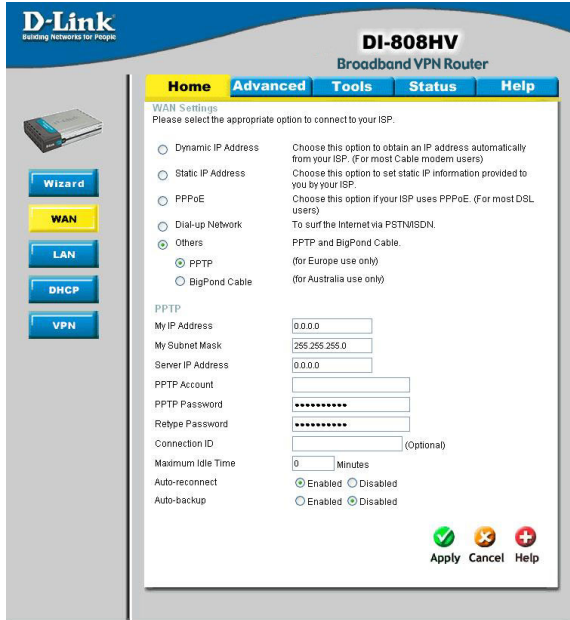 D-Link
Building Networks for People
DI-808HV
Broadband VPN Router
Home Advanced Tools Status Help
Wizard
WAN
LAN
DHCP
VPN
WAN Settings
Please select the appropriate option to connect to your ISP.
Dynamic IP Address Choose this option to obtain an IP address automatically
from your ISP. (For most Cable modem users)
Static IP Address Choose this option to set static IP information provided to
you by your ISP.
PPPoE Choose this option if your ISP uses PPPoE. (For most DSL
users)
Dial-up Network To surf the Internet via PSTN/ISDN.
Others PPTP and BigPond Cable.
PPTP (for Europe use only)
BigPond Cable (for Australia use only)
PPTP
My IP Address 0.0.0.0
My Subnet Mask 255.255.255.0
Server IP Address 0.0.0.0
PPTP Account
PPTP Password ••••••••••
Retype Password ••••••••••
Connection ID (Optional)
Maximum Idle Time 0 Minutes
Auto-reconnect Enabled Disabled
Auto-backup Enabled Disabled
Apply Cancel Help